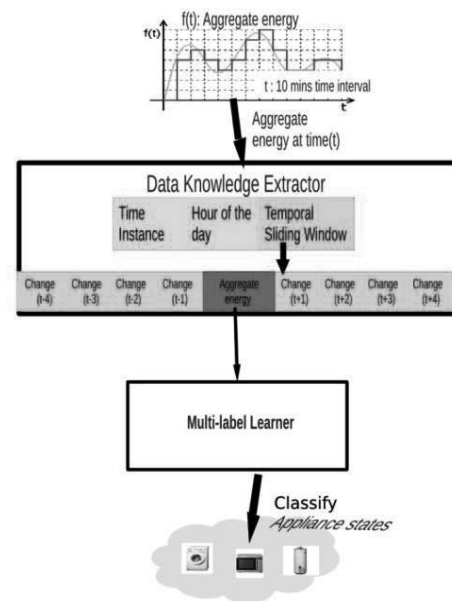 f(t): Aggregate energy
f(t)
t : 10 mins time interval
t
Aggregate
energy at time(t)
Data Knowledge Extractor
Time Instance
Hour of the day
Temporal Sliding Window
Change (t-4)
Change (t-3)
Change (t-2)
Change (t-1)
Aggregate energy
Change (t+1)
Change (t+2)
Change (t+3)
Change (t+4)
Multi-label Learner
Classify
Appliance states